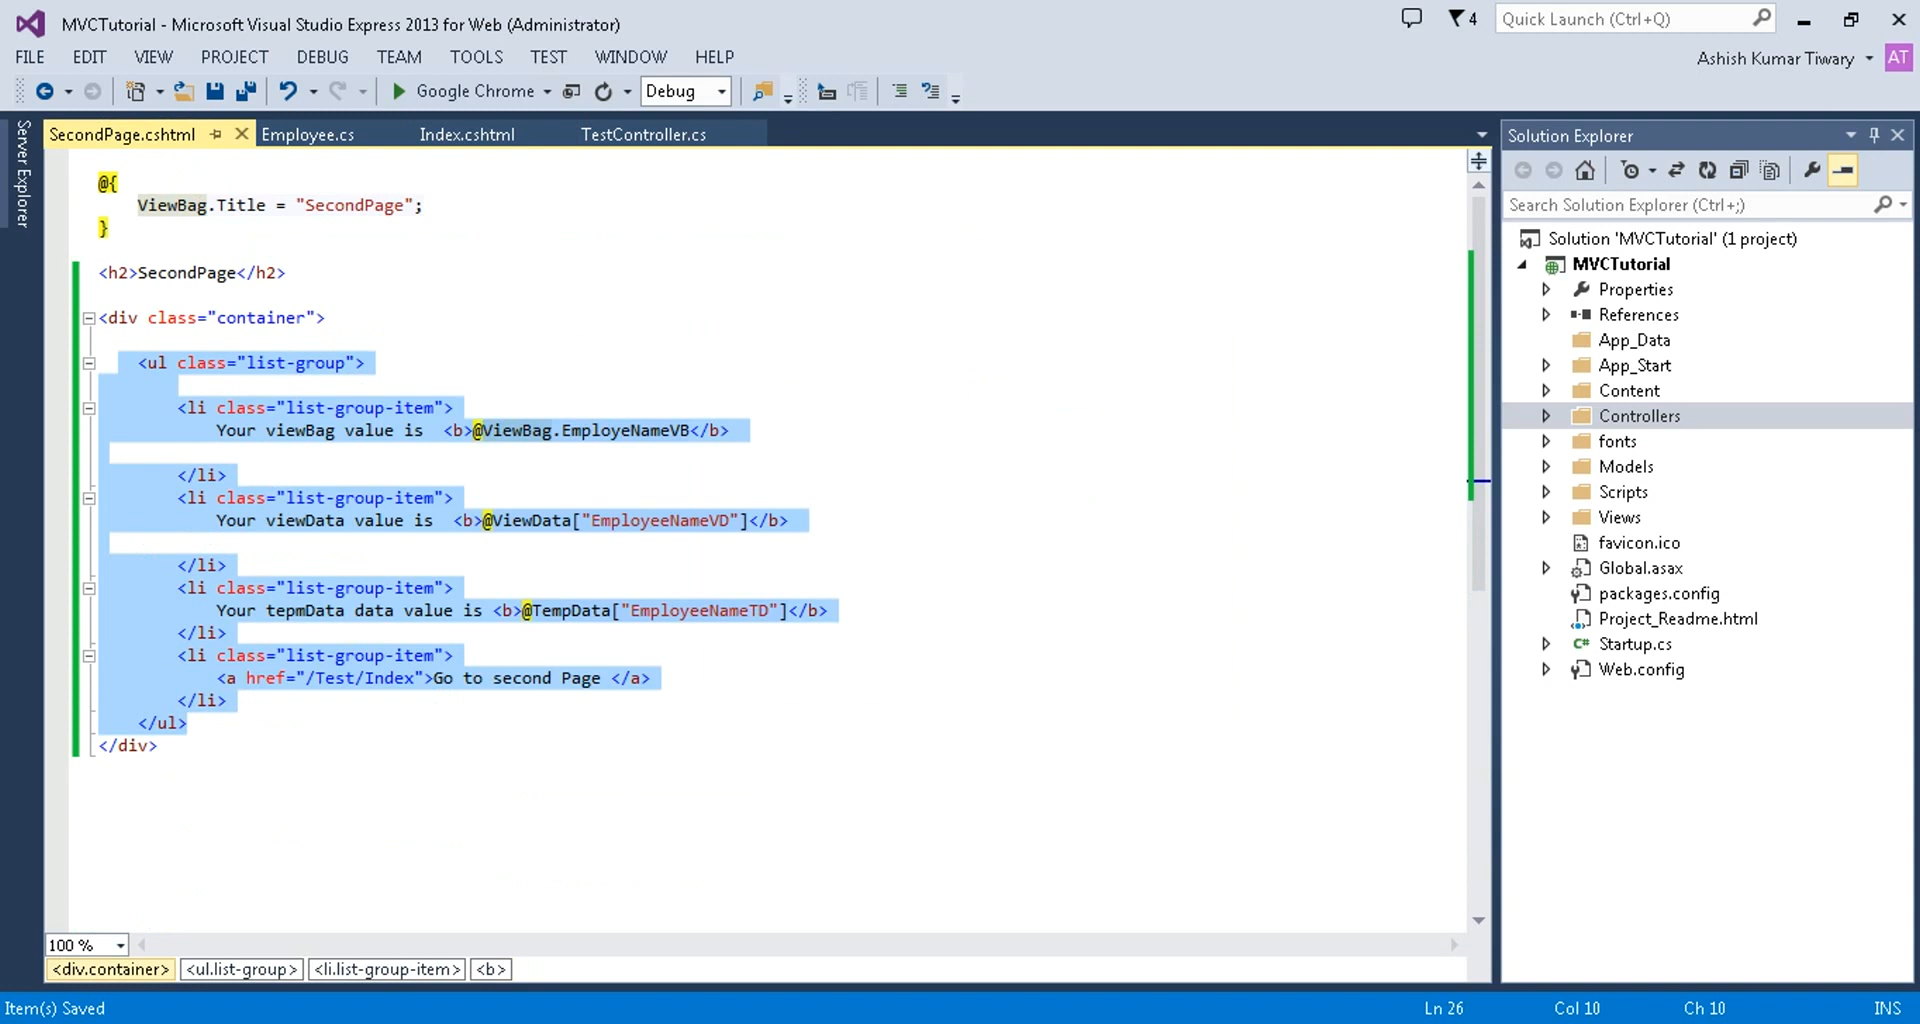 MVCTutorial - Microsoft Visual Studio Express 2013 for Web (Administrator)
4
Quick Launch (Ctrl+Q)
FILE EDIT VIEW PROJECT DEBUG TEAM TOOLS TEST WINDOW HELP
Ashish Kumar Tiwary AT
Google Chrome Debug
Server Explorer
SecondPage.cshtml Employee.cs Index.cshtml TestController.cs
@{
ViewBag.Title = "SecondPage";
}
<h2>SecondPage</h2>
<div class="container">
<ul class="list-group">
<li class="list-group-item">
Your viewBag value is <b>@ViewBag.EmployeNameVB</b>
</li>
<li class="list-group-item">
Your viewData value is <b>@ViewData["EmployeeNameVD"]</b>
</li>
<li class="list-group-item">
Your tepmData data value is <b>@TempData["EmployeeNameTD"]</b>
</li>
<li class="list-group-item">
<a href="/Test/Index">Go to second Page </a>
</li>
</ul>
</div>
100 %
<div.container> <ul.list-group> <li.list-group-item> <b>
Solution Explorer
Search Solution Explorer (Ctrl+;)
Solution 'MVCTutorial' (1 project)
MVCTutorial
Properties
References
App_Data
App_Start
Content
Controllers
fonts
Models
Scripts
Views
favicon.ico
Global.asax
packages.config
Project_Readme.html
C# Startup.cs
Web.config
Item(s) Saved Ln 26 Col 10 Ch 10 INS